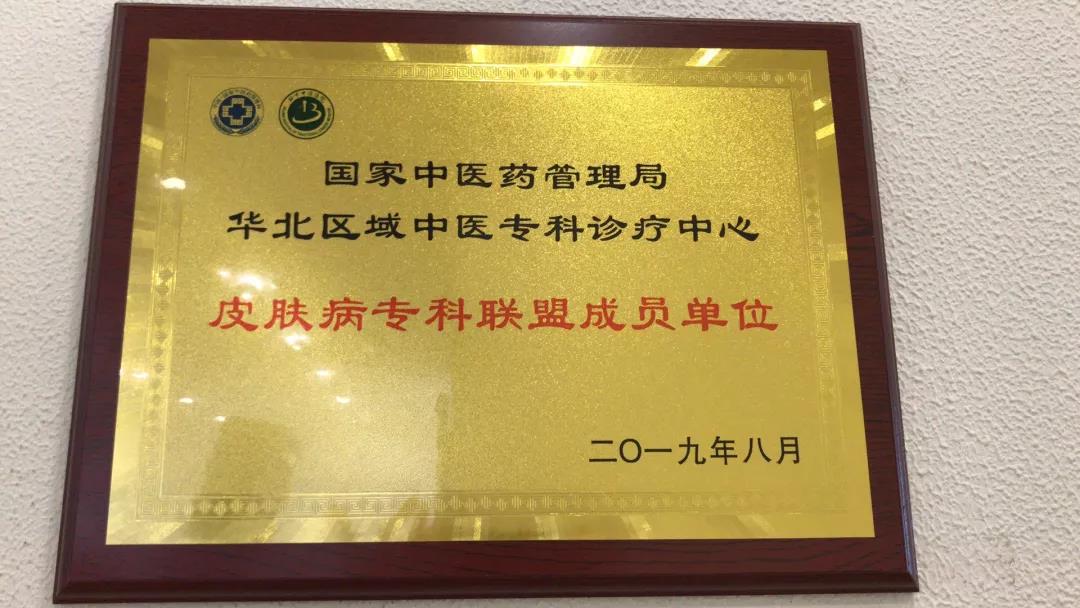 国家中医药管理局
华北区域中医专科诊疗中心
皮肤病专科联盟成员单位
二〇一九年八月